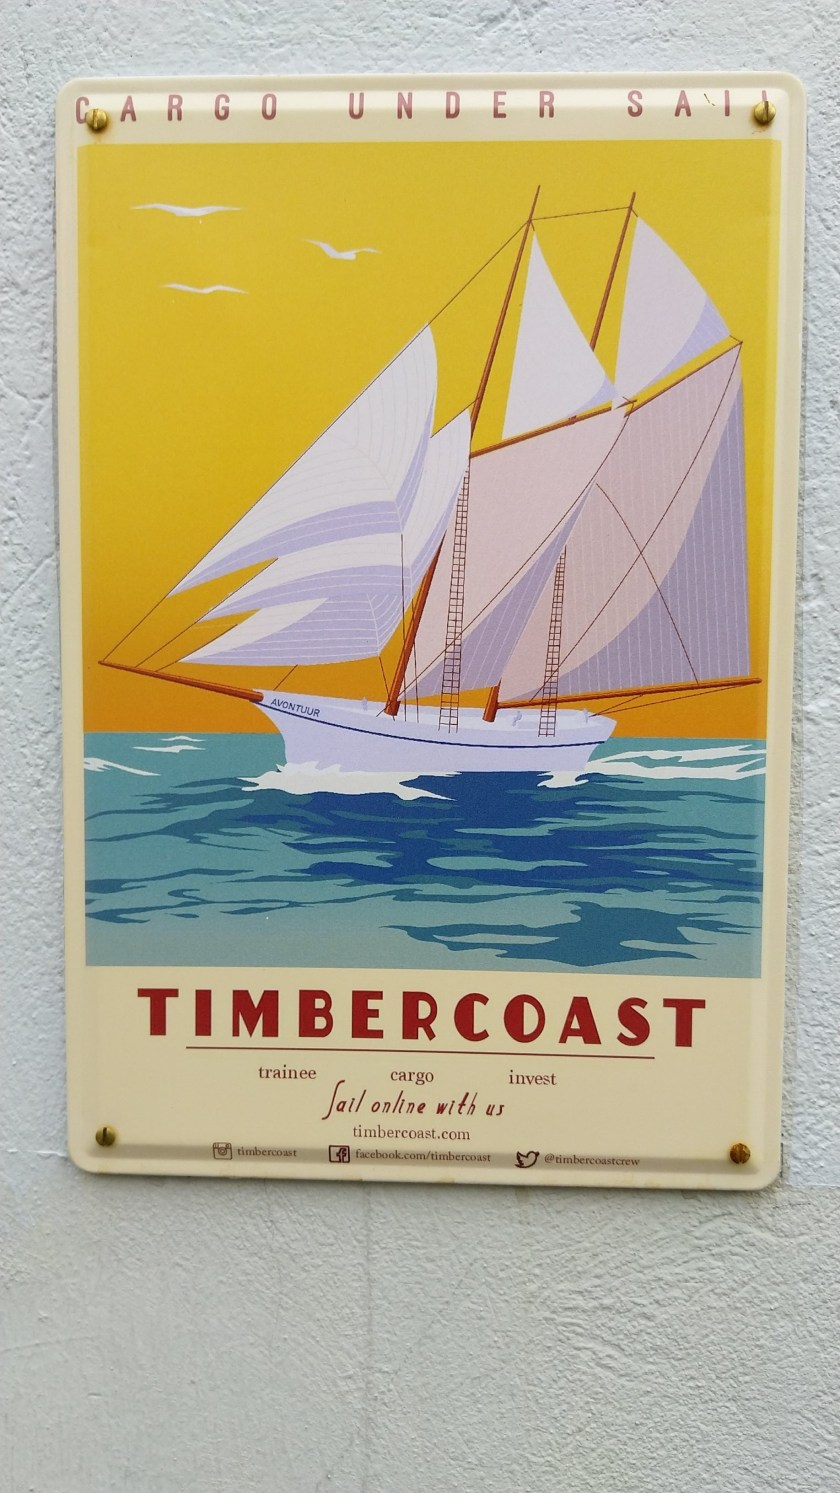 CARGO UNDER SAIL
AVONTUUR
TIMBERCOAST
trainee cargo invest
Sail online with us
timbercoast.com
timbercoast facebook.com/timbercoast @timbercoastcrew